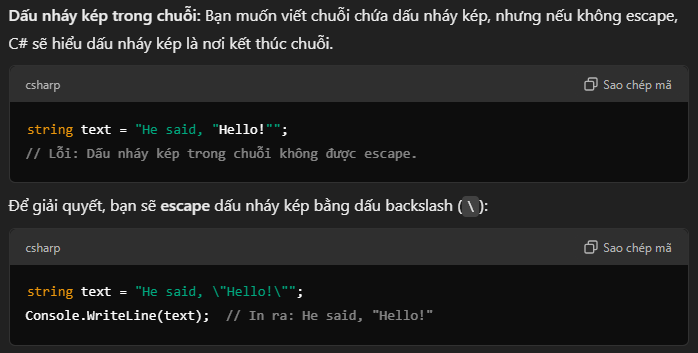 Dấu nháy kép trong chuỗi: Bạn muốn viết chuỗi chứa dấu nháy kép, nhưng nếu không escape,
C# sẽ hiểu dấu nháy kép là nơi kết thúc chuỗi.
csharp
Sao chép mã
string text = "He said, "Hello!"";
// Lỗi: Dấu nháy kép trong chuỗi không được escape.
Để giải quyết, bạn sẽ escape dấu nháy kép bằng dấu backslash (\):
csharp
Sao chép mã
string text = "He said, \"Hello!\"";
Console.WriteLine(text);  // In ra: He said, "Hello!"